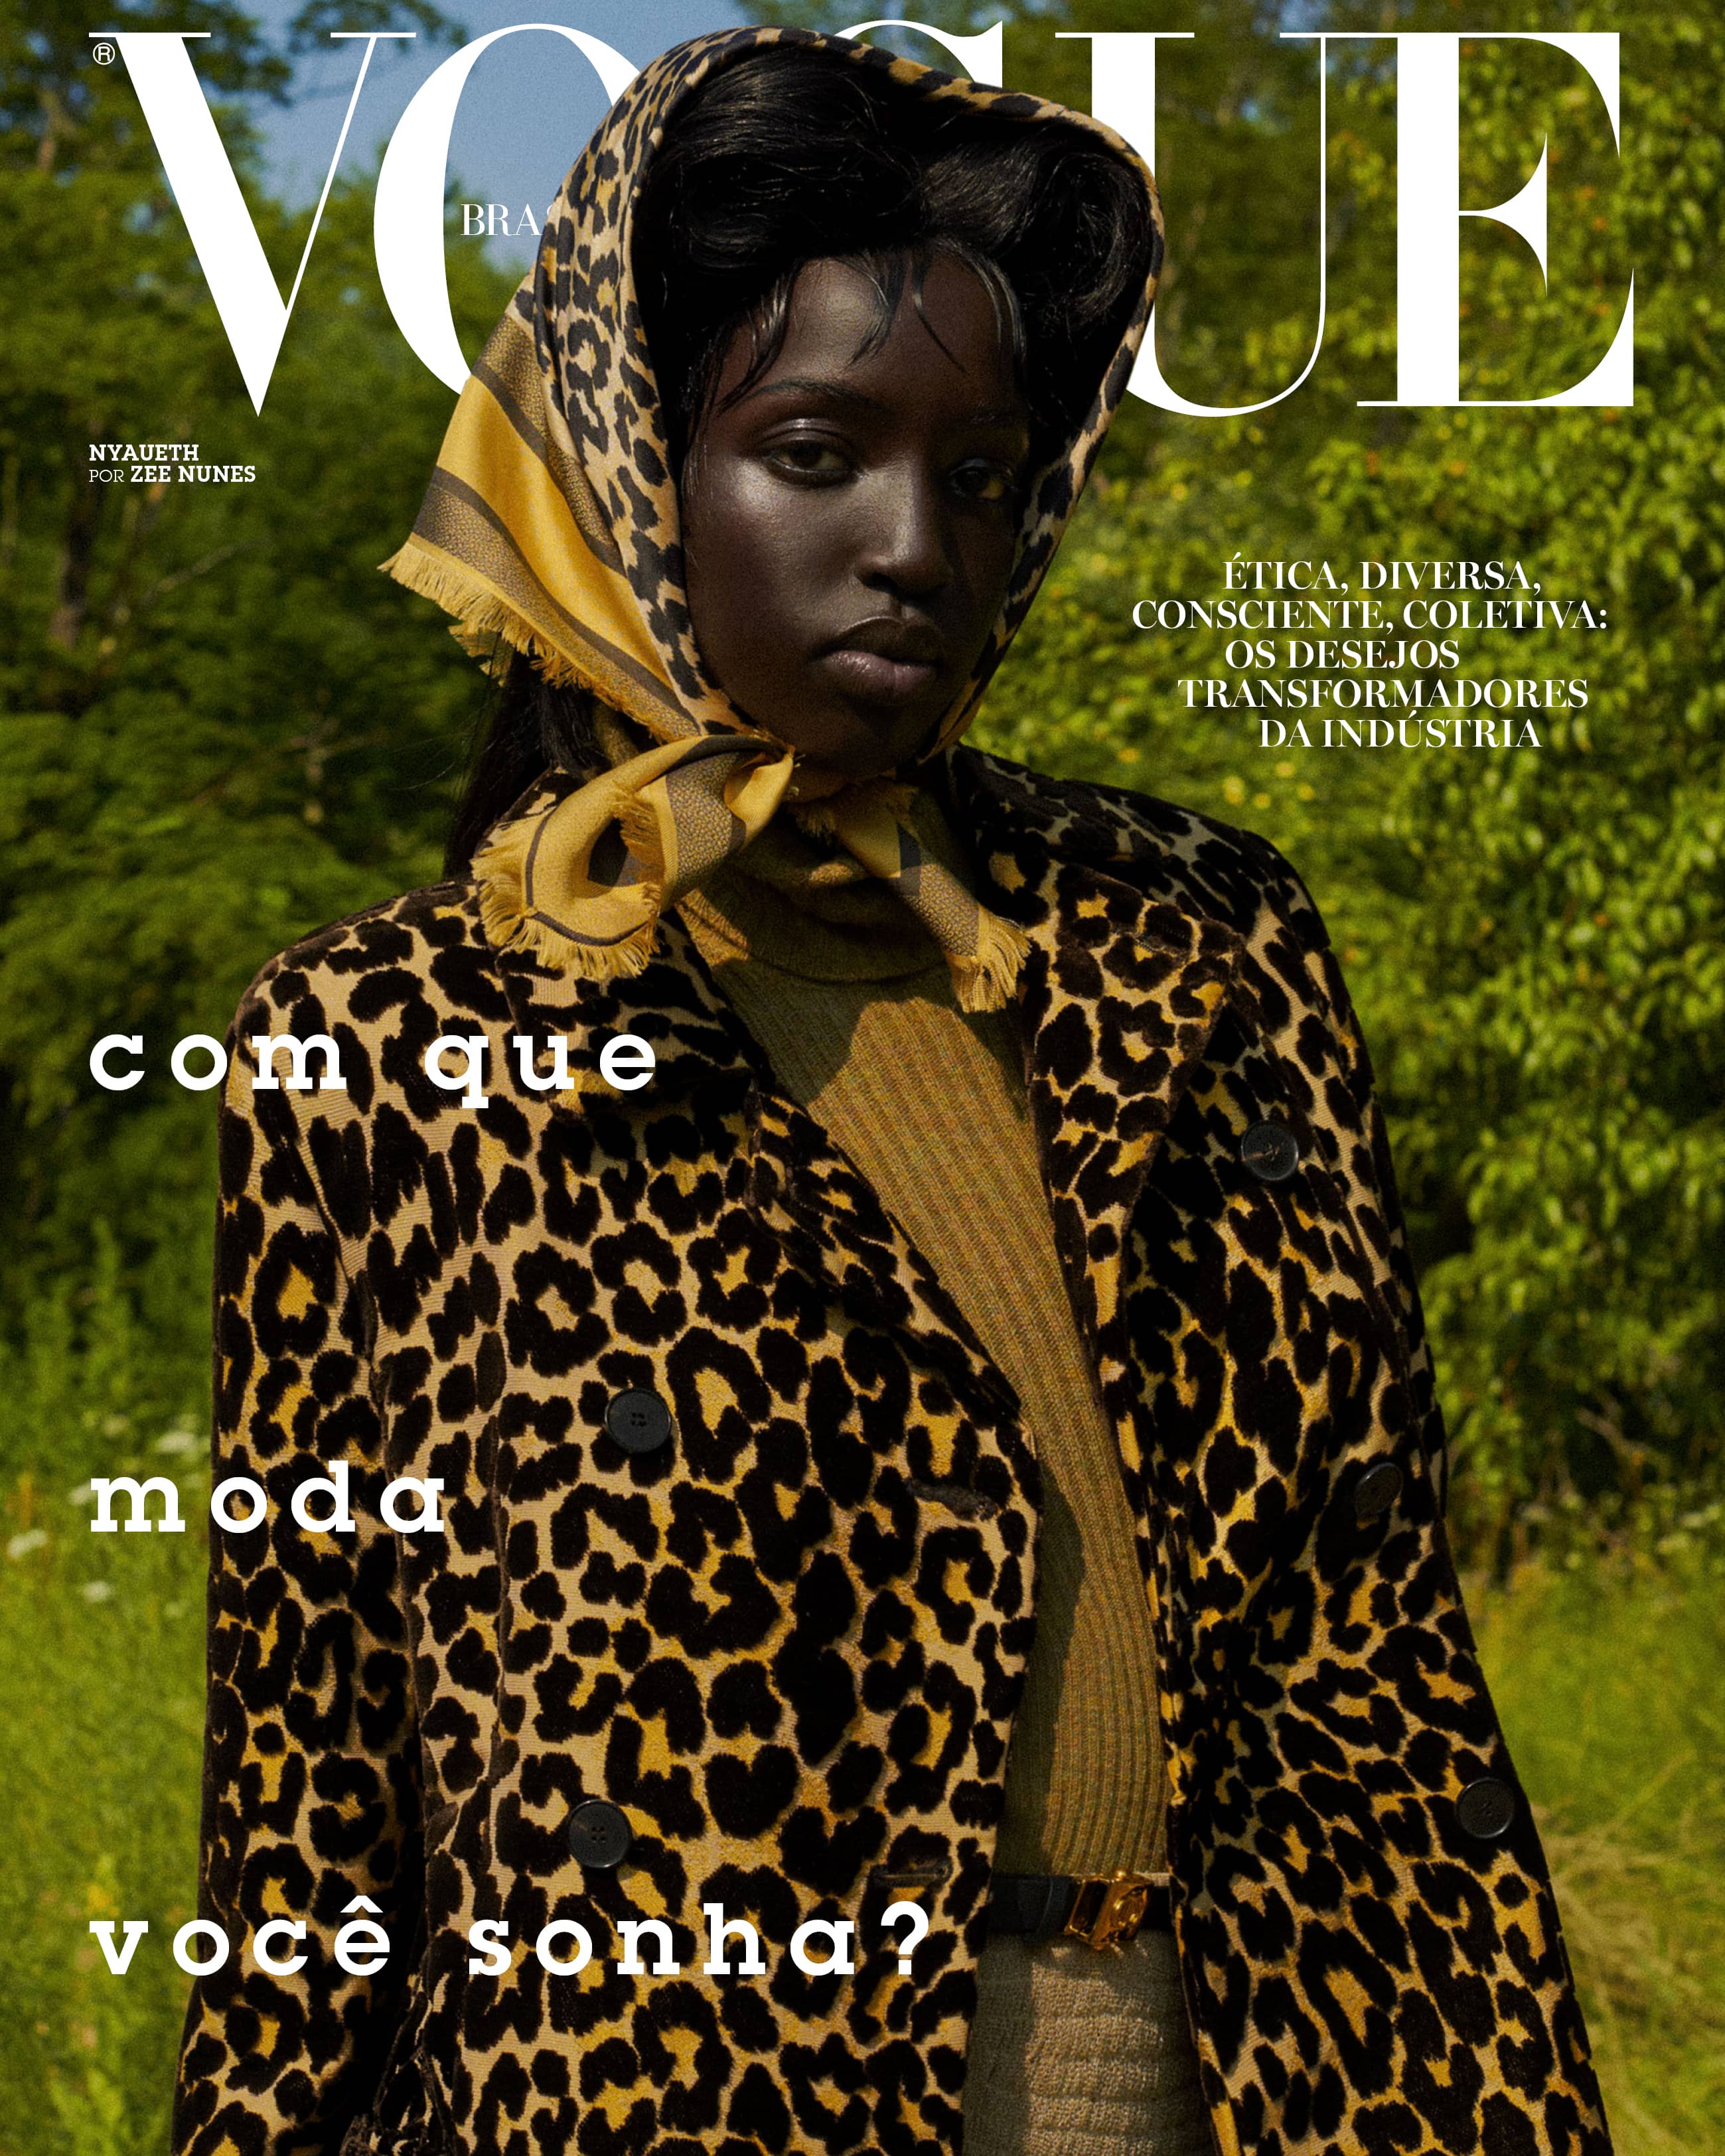 VOGUE
®
BRAS
NYAUETH
POR ZEE NUNES
ÉTICA, DIVERSA,
CONSCIENTE, COLETIVA:
OS DESEJOS
TRANSFORMADORES
DA INDÚSTRIA
com que
moda
você sonha?